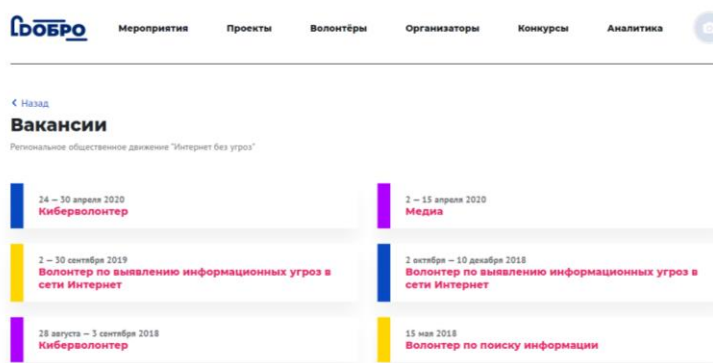 ДОБРО
Мероприятия Проекты Волонтёры Организаторы Конкурсы Аналитика
Назад
Вакансии
Региональное общественное движение "Интернет без угроз"
24 – 30 апреля 2020
Киберволонтер
2 – 15 апреля 2020
Медиа
2 – 30 сентября 2019
Волонтер по выявлению информационных угроз в
сети Интернет
2 октября – 10 декабря 2018
Волонтер по выявлению информационных угроз в
сети Интернет
28 августа – 3 сентября 2018
Киберволонтер
15 мая 2018
Волонтер по поиску информации